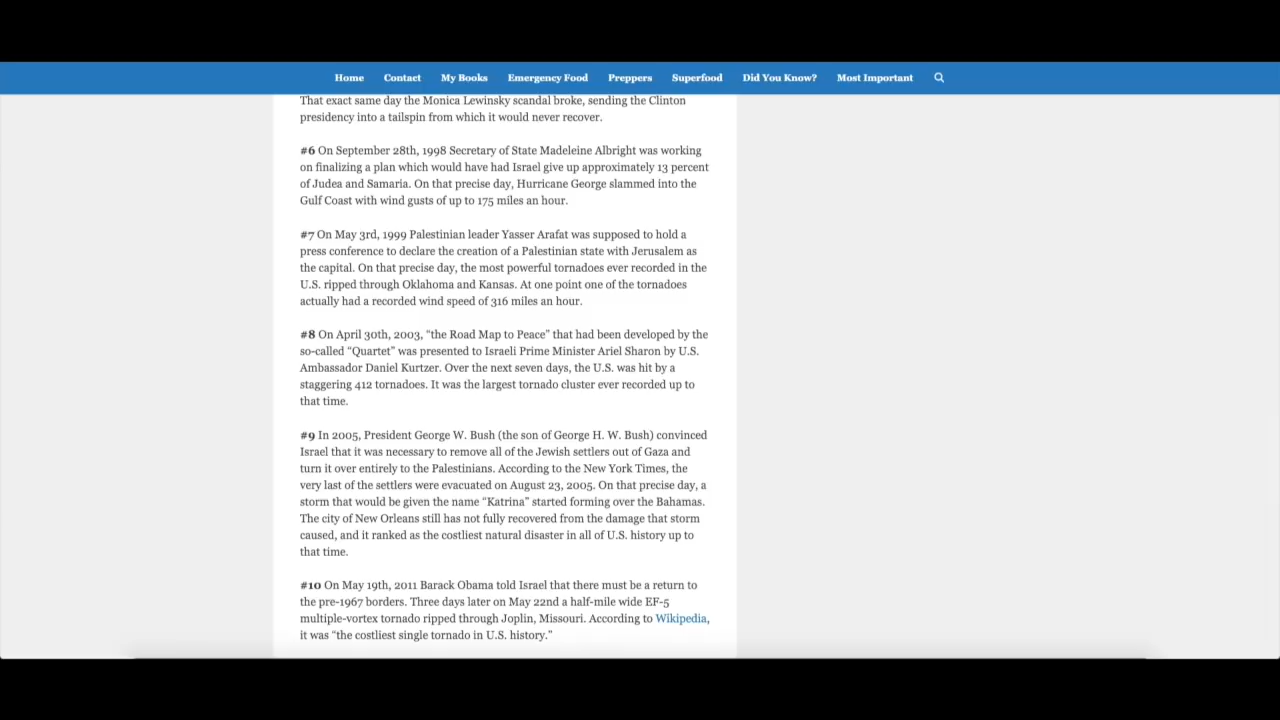 Home Contact My Books Emergency Food Preppers Superfood Did You Know? Most Important
That exact same day the Monica Lewinsky scandal broke, sending the Clinton
presidency into a tailspin from which it would never recover.
#6 On September 28th, 1998 Secretary of State Madeleine Albright was working
on finalizing a plan which would have had Israel give up approximately 13 percent
of Judea and Samaria. On that precise day, Hurricane George slammed into the
Gulf Coast with wind gusts of up to 175 miles an hour.
#7 On May 3rd, 1999 Palestinian leader Yasser Arafat was supposed to hold a
press conference to declare the creation of a Palestinian state with Jerusalem as
the capital. On that precise day, the most powerful tornadoes ever recorded in the
U.S. ripped through Oklahoma and Kansas. At one point one of the tornadoes
actually had a recorded wind speed of 316 miles an hour.
#8 On April 30th, 2003, “the Road Map to Peace” that had been developed by the
so-called “Quartet” was presented to Israeli Prime Minister Ariel Sharon by U.S.
Ambassador Daniel Kurtzer. Over the next seven days, the U.S. was hit by a
staggering 412 tornadoes. It was the largest tornado cluster ever recorded up to
that time.
#9 In 2005, President George W. Bush (the son of George H. W. Bush) convinced
Israel that it was necessary to remove all of the Jewish settlers out of Gaza and
turn it over entirely to the Palestinians. According to the New York Times, the
very last of the settlers were evacuated on August 23, 2005. On that precise day, a
storm that would be given the name “Katrina” started forming over the Bahamas.
The city of New Orleans still has not fully recovered from the damage that storm
caused, and it ranked as the costliest natural disaster in all of U.S. history up to
that time.
#10 On May 19th, 2011 Barack Obama told Israel that there must be a return to
the pre-1967 borders. Three days later on May 22nd a half-mile wide EF-5
multiple-vortex tornado ripped through Joplin, Missouri. According to Wikipedia,
it was “the costliest single tornado in U.S. history.”